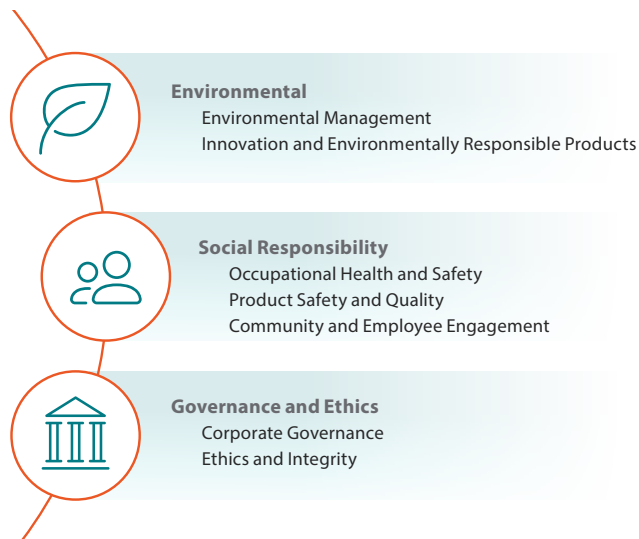 Environmental
Environmental Management
Innovation and Environmentally Responsible Products
Social Responsibility
Occupational Health and Safety
Product Safety and Quality
Community and Employee Engagement
Governance and Ethics
Corporate Governance
Ethics and Integrity